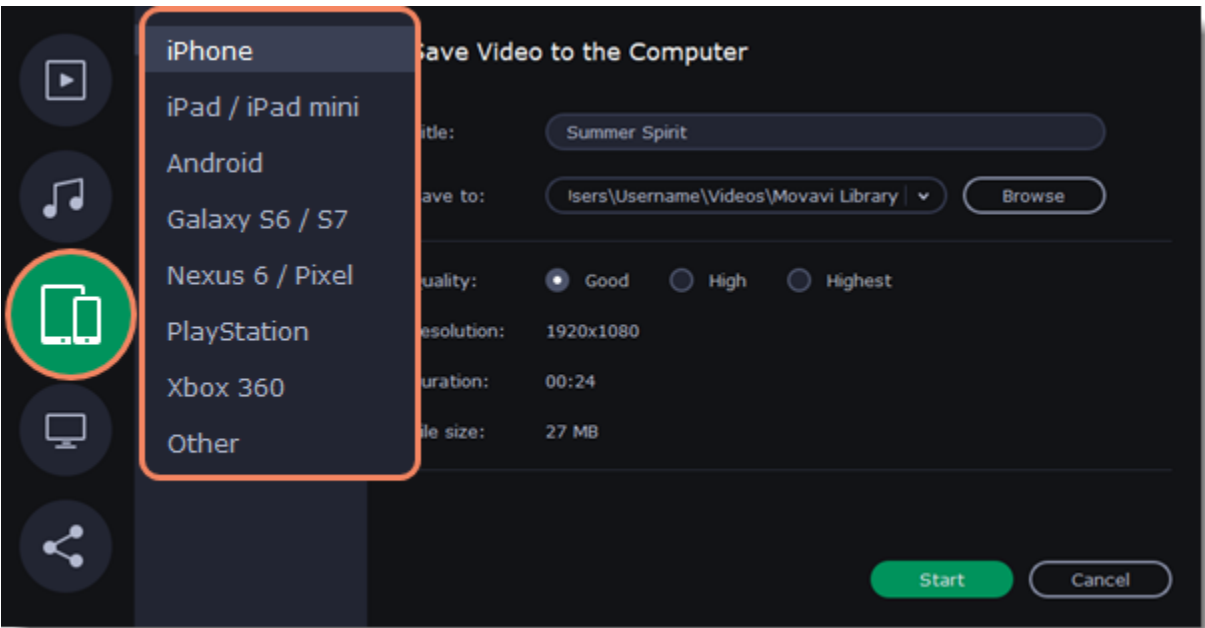 iPhone
iPad / iPad mini
Android
Galaxy S6 / S7
Nexus 6 / Pixel
PlayStation
Xbox 360
Other
Save Video to the Computer
itle: Summer Spirit
ave to: lsers\Username\Videos\Movavi Library Browse
uality: Good High Highest
esolution: 1920x1080
uration: 00:24
ile size: 27 MB
Start Cancel